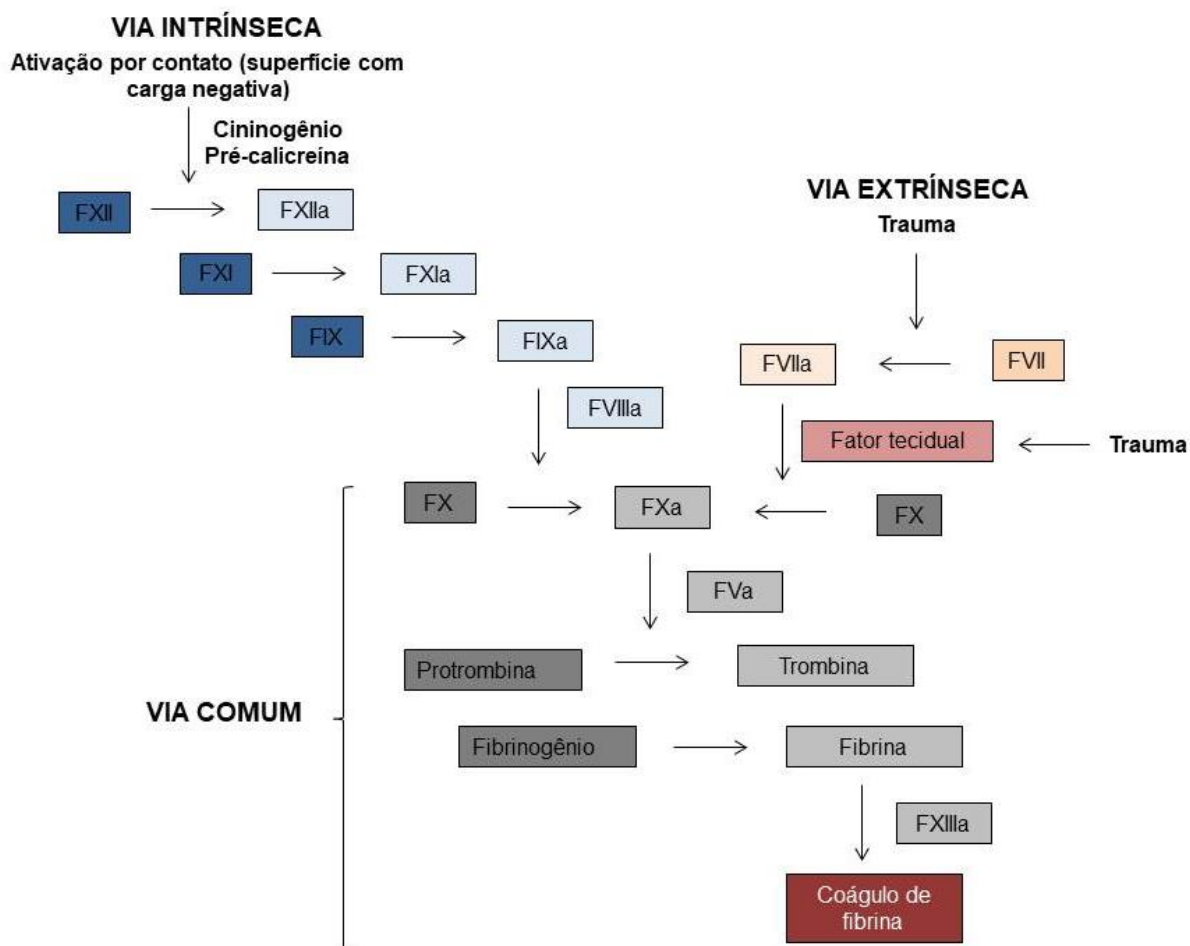 VIA INTRÍNSECA
Ativação por contato (superfície com
carga negativa)
Cininogênio
Pré-calicreína
VIA EXTRÍNSECA
Trauma
FXII
FXIIa
FXI
FXIa
FIX
FIXa
FVIIa
FVII
FVIIIa
Fator tecidual
Trauma
FX
FXa
FX
FVa
Protrombina
Trombina
VIA COMUM
Fibrinogênio
Fibrina
FXIIIa
Coágulo de
fibrina